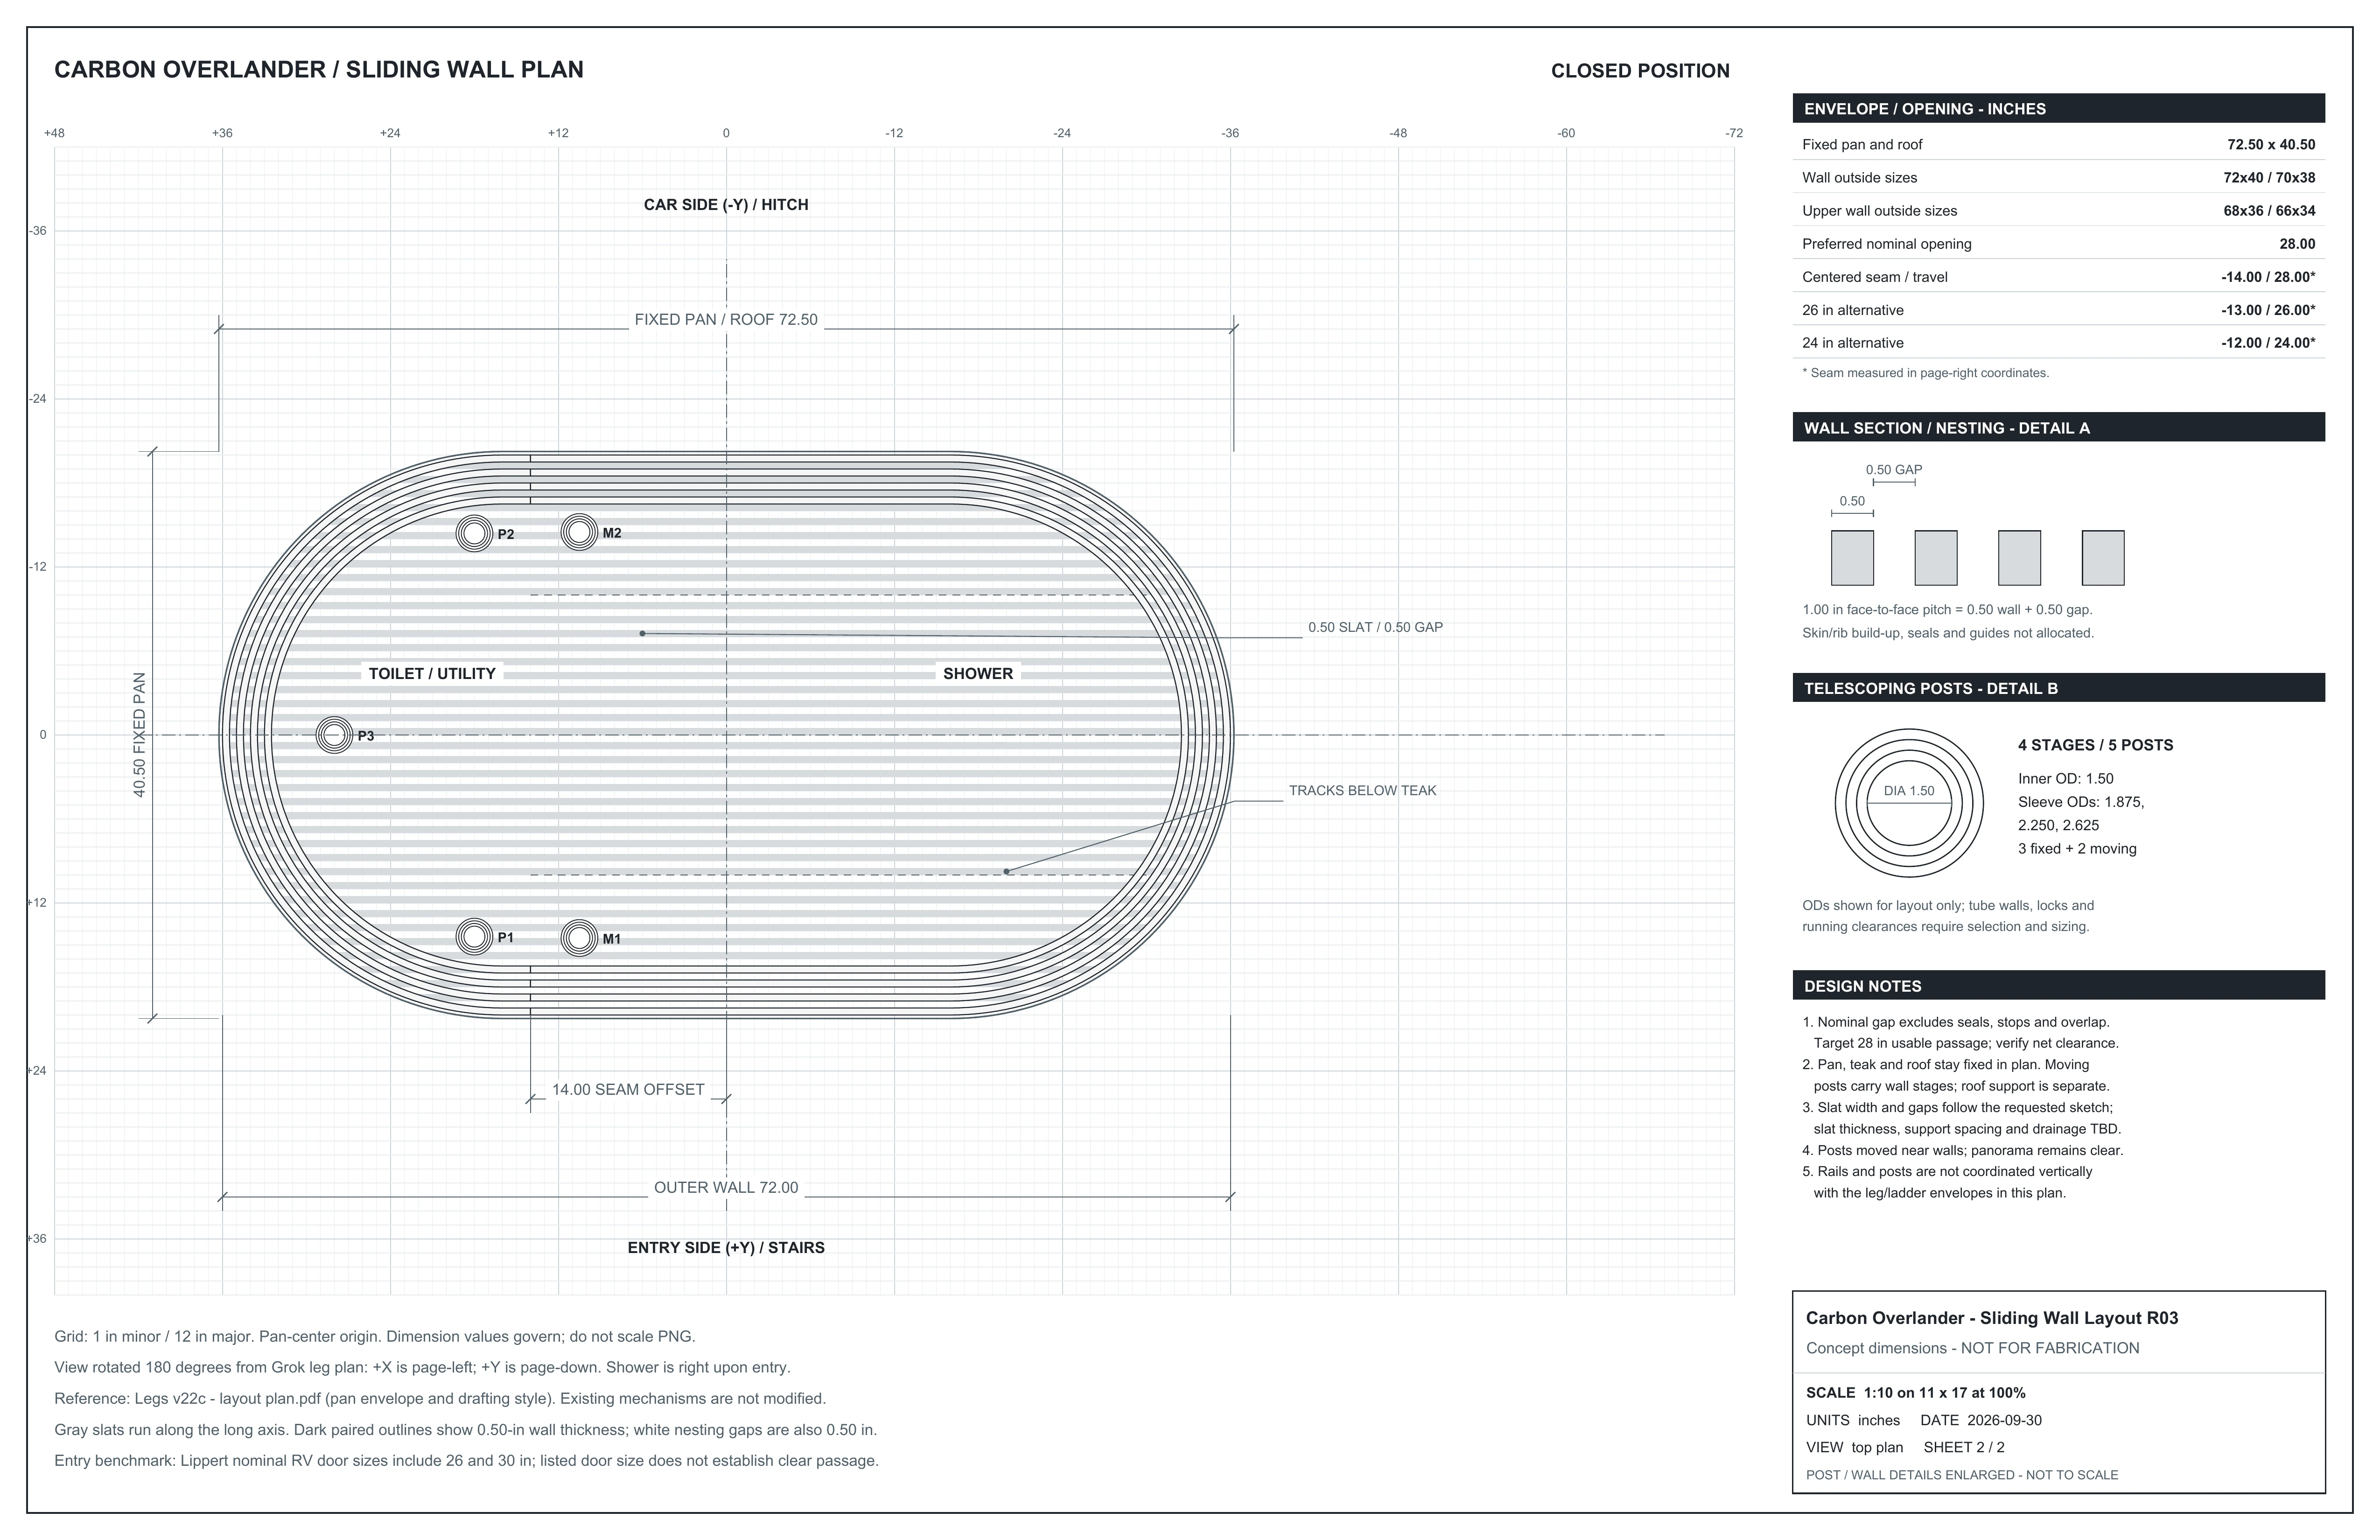 CARBON OVERLANDER / SLIDING WALL PLAN
CLOSED POSITION
+48 +36 +24 +12 0 -12 -24 -36 -48 -60 -72
CAR SIDE (-Y) / HITCH
-36
FIXED PAN / ROOF 72.50
-24
P2
M2
-12
0.50 SLAT / 0.50 GAP
TOILET / UTILITY
SHOWER
40.50 FIXED PAN
0
P3
TRACKS BELOW TEAK
+12
P1
M1
+24
14.00 SEAM OFFSET
OUTER WALL 72.00
+36
ENTRY SIDE (+Y) / STAIRS
Grid: 1 in minor / 12 in major. Pan-center origin. Dimension values govern; do not scale PNG.
View rotated 180 degrees from Grok leg plan: +X is page-left; +Y is page-down. Shower is right upon entry.
Reference: Legs v22c - layout plan.pdf (pan envelope and drafting style). Existing mechanisms are not modified.
Gray slats run along the long axis. Dark paired outlines show 0.50-in wall thickness; white nesting gaps are also 0.50 in.
Entry benchmark: Lippert nominal RV door sizes include 26 and 30 in; listed door size does not establish clear passage.
ENVELOPE / OPENING - INCHES
Fixed pan and roof 72.50 x 40.50
Wall outside sizes 72x40 / 70x38
Upper wall outside sizes 68x36 / 66x34
Preferred nominal opening 28.00
Centered seam / travel -14.00 / 28.00*
26 in alternative -13.00 / 26.00*
24 in alternative -12.00 / 24.00*
* Seam measured in page-right coordinates.
WALL SECTION / NESTING - DETAIL A
0.50 GAP
0.50
1.00 in face-to-face pitch = 0.50 wall + 0.50 gap.
Skin/rib build-up, seals and guides not allocated.
TELESCOPING POSTS - DETAIL B
DIA 1.50
4 STAGES / 5 POSTS
Inner OD: 1.50
Sleeve ODs: 1.875,
2.250, 2.625
3 fixed + 2 moving
ODs shown for layout only; tube walls, locks and
running clearances require selection and sizing.
DESIGN NOTES
1. Nominal gap excludes seals, stops and overlap.
Target 28 in usable passage; verify net clearance.
2. Pan, teak and roof stay fixed in plan. Moving
posts carry wall stages; roof support is separate.
3. Slat width and gaps follow the requested sketch;
slat thickness, support spacing and drainage TBD.
4. Posts moved near walls; panorama remains clear.
5. Rails and posts are not coordinated vertically
with the leg/ladder envelopes in this plan.
Carbon Overlander - Sliding Wall Layout R03
Concept dimensions - NOT FOR FABRICATION
SCALE 1:10 on 11 x 17 at 100%
UNITS inches DATE 2026-09-30
VIEW top plan SHEET 2 / 2
POST / WALL DETAILS ENLARGED - NOT TO SCALE